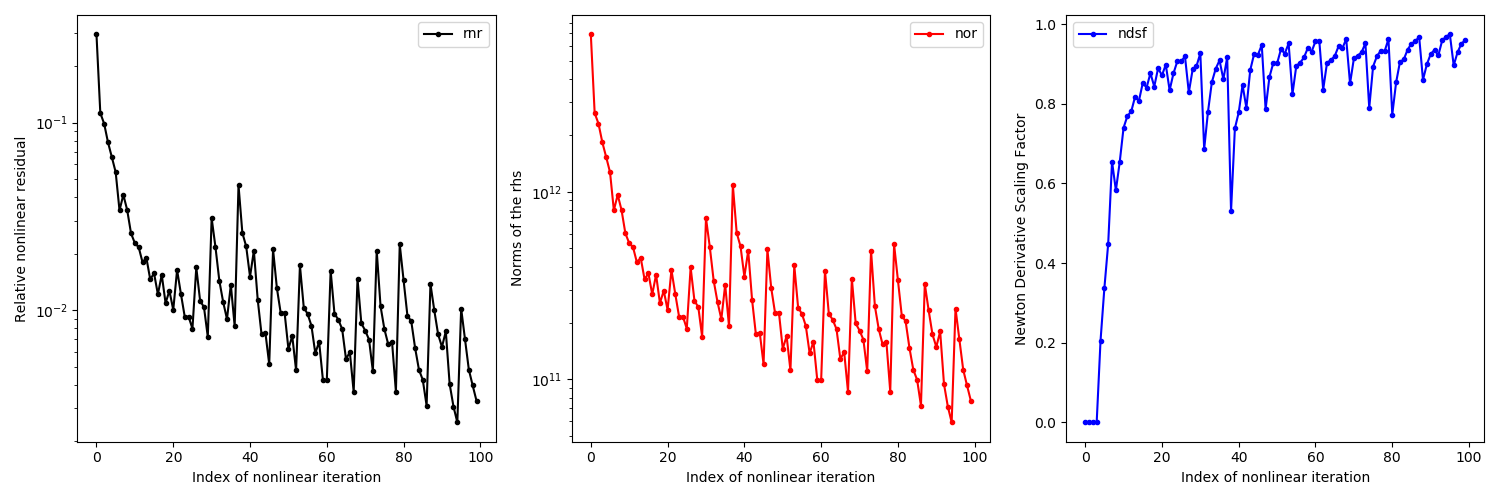 rnr
10⁻¹
10⁻²
Relative nonlinear residual
0 20 40 60 80 100
Index of nonlinear iteration
nor
10¹²
10¹¹
Norms of the rhs
0 20 40 60 80 100
Index of nonlinear iteration
ndsf
1.0
0.8
0.6
0.4
0.2
0.0
Newton Derivative Scaling Factor
0 20 40 60 80 100
Index of nonlinear iteration